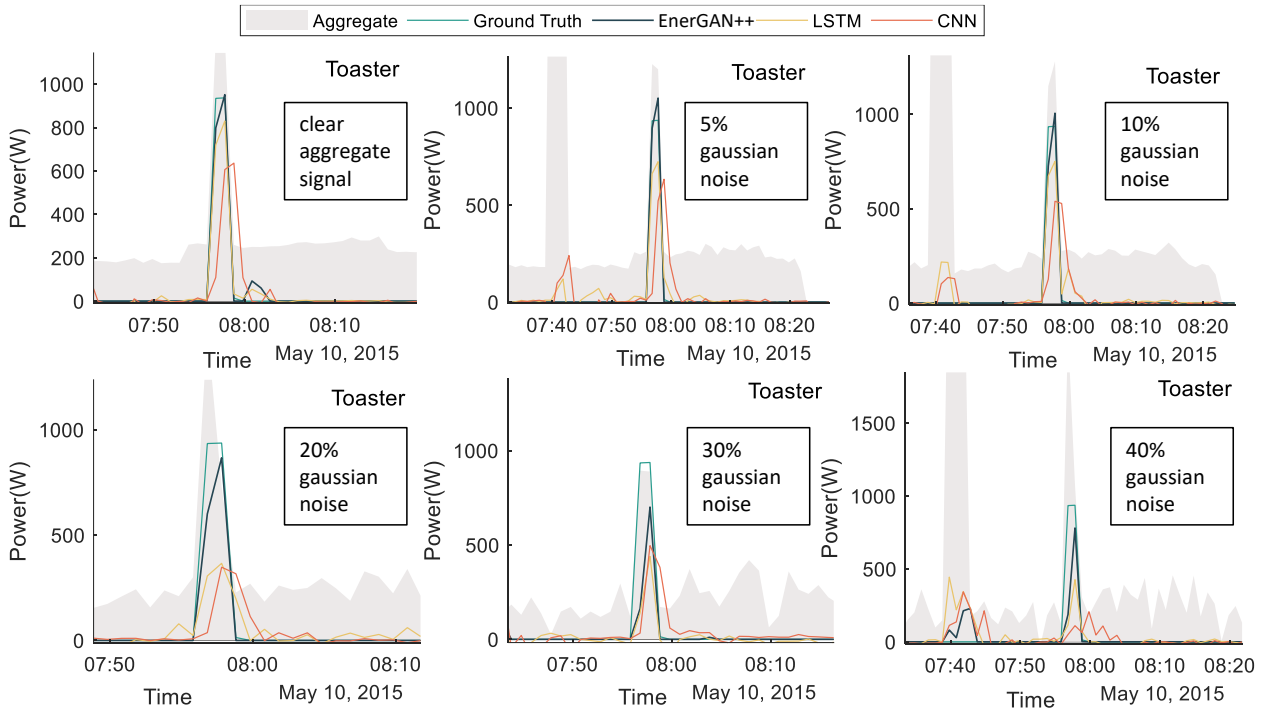 Aggregate Ground Truth EnerGAN++ LSTM CNN
Toaster
clear
aggregate
signal
Power(W)
1000
800
600
400
200
0
07:50 08:00 08:10
Time
May 10, 2015
Toaster
5%
gaussian
noise
Power(W)
1000
500
0
07:40 07:50 08:00 08:10 08:20
Time
May 10, 2015
Toaster
10%
gaussian
noise
Power(W)
1000
500
0
07:40 07:50 08:00 08:10 08:20
Time
May 10, 2015
Toaster
20%
gaussian
noise
Power(W)
1000
500
0
07:50 08:00 08:10
Time
May 10, 2015
Toaster
30%
gaussian
noise
Power(W)
1000
500
0
07:50 08:00 08:10
Time
May 10, 2015
Toaster
40%
gaussian
noise
Power(W)
1500
1000
500
0
07:40 07:50 08:00 08:10 08:20
Time
May 10, 2015